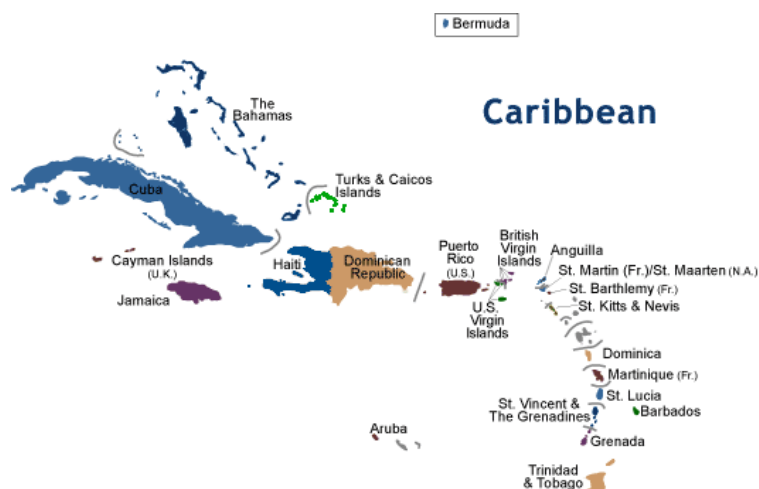 Bermuda
Caribbean
The
Bahamas
Turks & Caicos
Islands
Cuba
Cayman Islands
(U.K.)
Jamaica
Haiti
Dominican
Republic
Puerto
Rico
(U.S.)
British
Virgin
Islands
U.S.
Virgin
Islands
Anguilla
St. Martin (Fr.)/St. Maarten (N.A.)
St. Barthlemy (Fr.)
St. Kitts & Nevis
Dominica
Martinique (Fr.)
St. Lucia
St. Vincent &
The Grenadines
Barbados
Grenada
Aruba
Trinidad
& Tobago